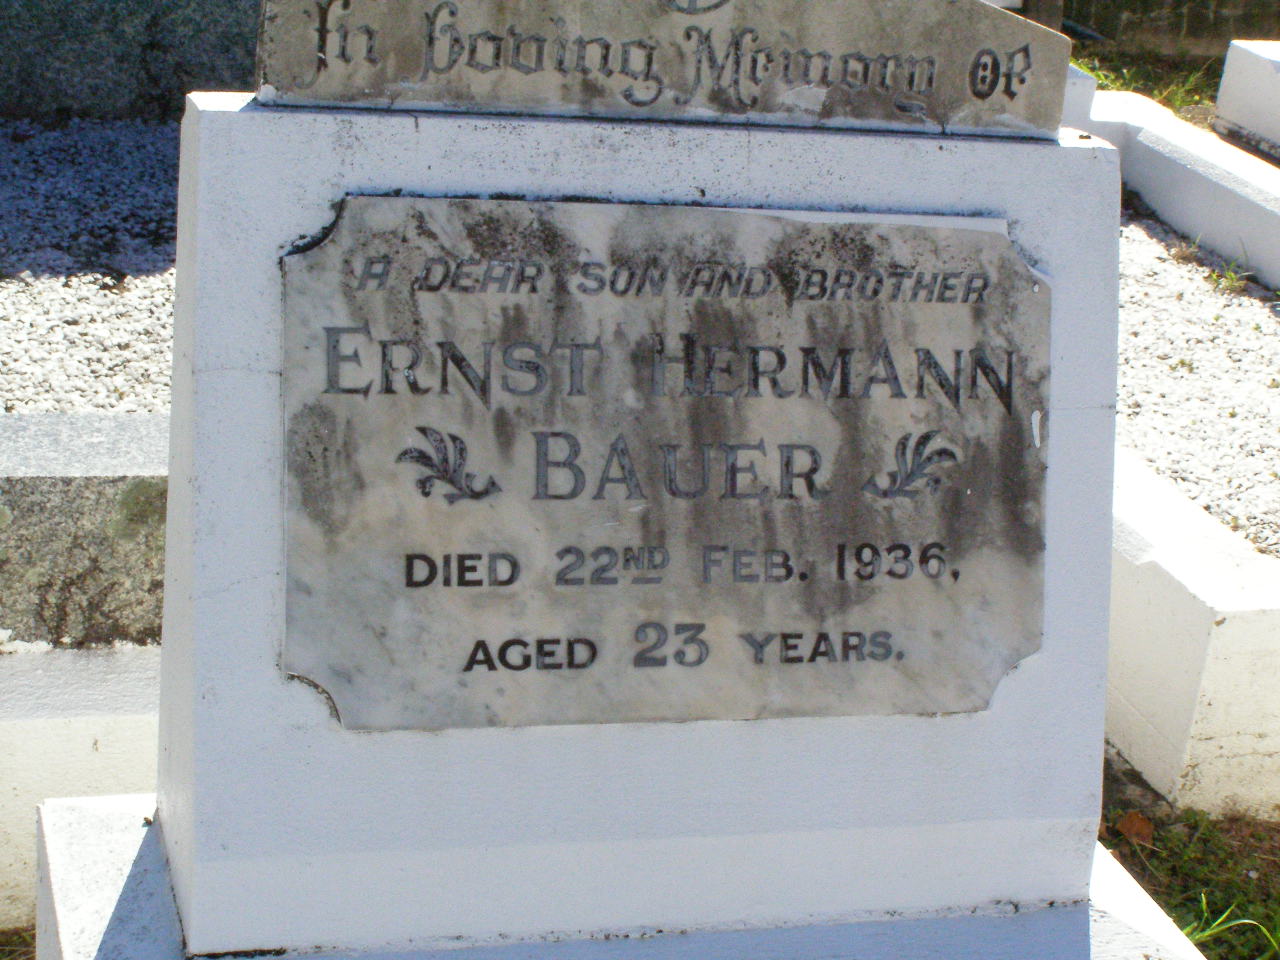 In Loving Memory Of
A DEAR SON AND BROTHER
ERNST HERMANN
BAUER
DIED 22ND FEB. 1936,
AGED 23 YEARS.